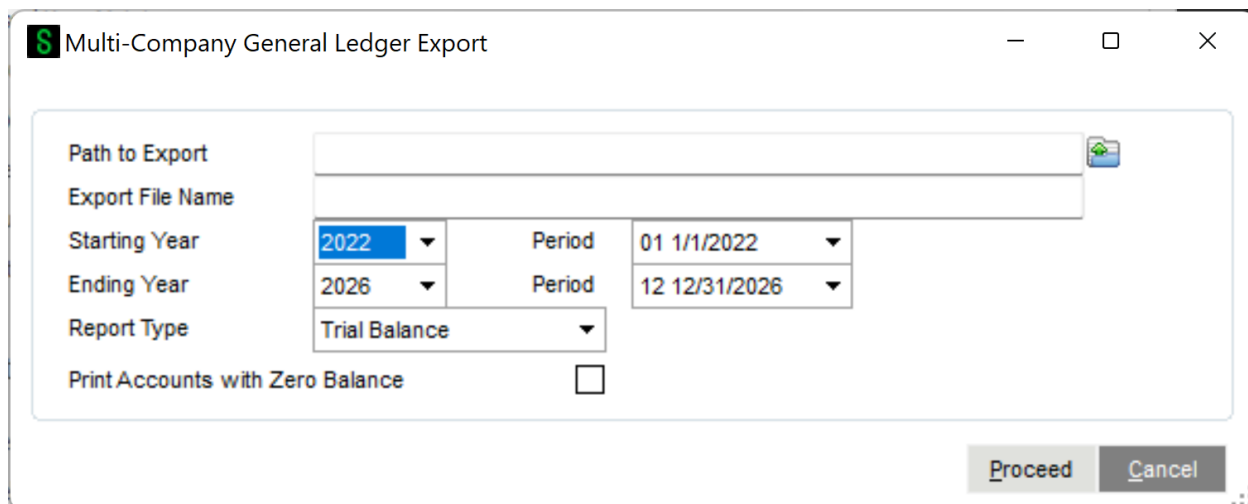 S Multi-Company General Ledger Export
Path to Export
Export File Name
Starting Year 2022 Period 01 1/1/2022
Ending Year 2026 Period 12 12/31/2026
Report Type Trial Balance
Print Accounts with Zero Balance
Proceed Cancel